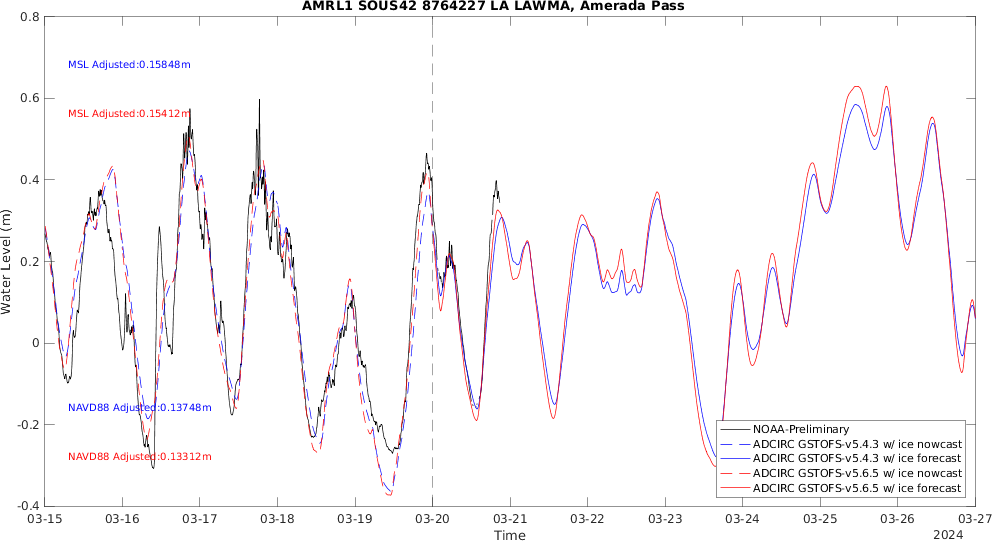 AMRL1 SOUS42 8764227 LA LAWMA, Amerada Pass
0.8
0.6
0.4
0.2
0
-0.2
-0.4
Water Level (m)
MSL Adjusted:0.15848m
MSL Adjusted:0.15412m
NAVD88 Adjusted:0.13748m
NAVD88 Adjusted:0.13312m
NOAA-Preliminary
ADCIRC GSTOFS-v5.4.3 w/ ice nowcast
ADCIRC GSTOFS-v5.4.3 w/ ice forecast
ADCIRC GSTOFS-v5.6.5 w/ ice nowcast
ADCIRC GSTOFS-v5.6.5 w/ ice forecast
03-15 03-16 03-17 03-18 03-19 03-20 03-21 03-22 03-23 03-24 03-25 03-26 03-27
Time
2024